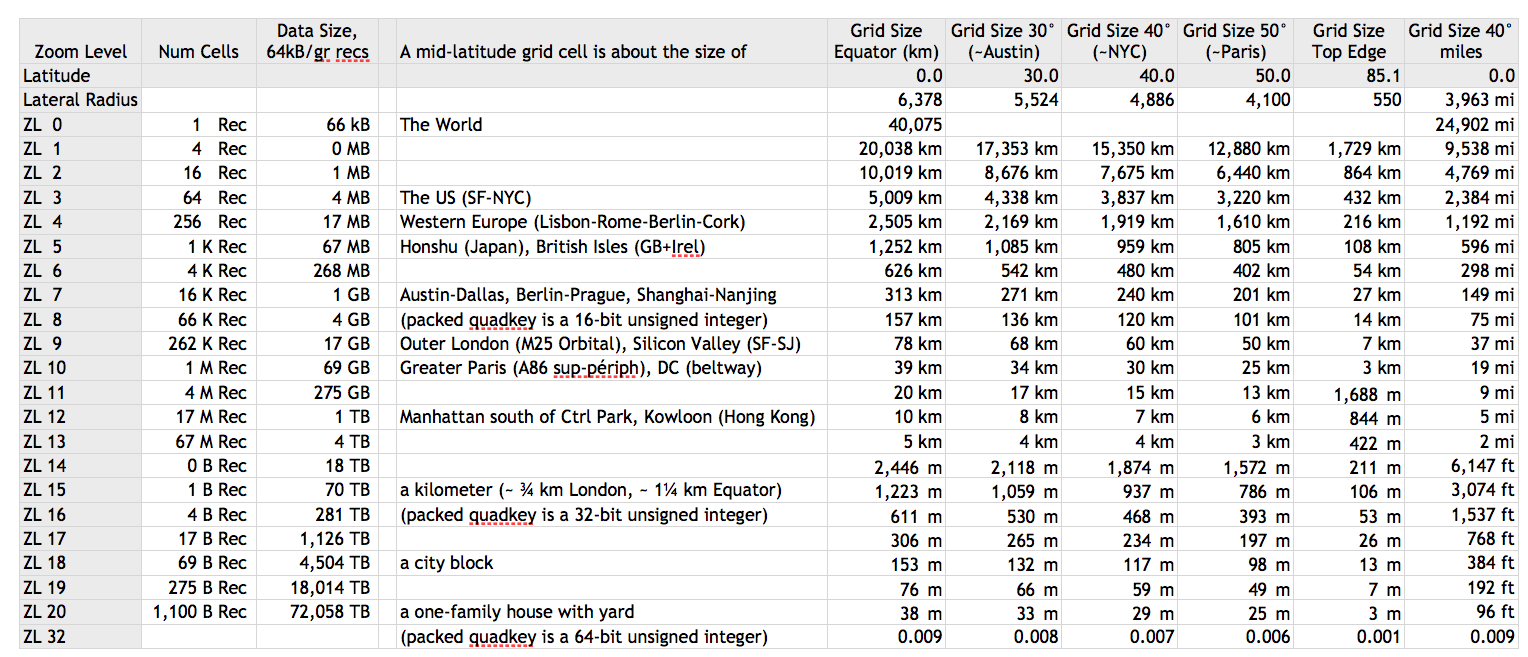 Zoom Level Num Cells Data Size, 64kB/gr recs A mid-latitude grid cell is about the size of Grid Size Equator (km) Grid Size 30° (~Austin) Grid Size 40° (~NYC) Grid Size 50° (~Paris) Grid Size Top Edge Grid Size 40° miles
Latitude 0.0 30.0 40.0 50.0 85.1 0.0
Lateral Radius 6,378 5,524 4,886 4,100 550 3,963 mi
ZL 0 1 Rec 66 kB The World 40,075 24,902 mi
ZL 1 4 Rec 0 MB 20,038 km 17,353 km 15,350 km 12,880 km 1,729 km 9,538 mi
ZL 2 16 Rec 1 MB 10,019 km 8,676 km 7,675 km 6,440 km 864 km 4,769 mi
ZL 3 64 Rec 4 MB The US (SF-NYC) 5,009 km 4,338 km 3,837 km 3,220 km 432 km 2,384 mi
ZL 4 256 Rec 17 MB Western Europe (Lisbon-Rome-Berlin-Cork) 2,505 km 2,169 km 1,919 km 1,610 km 216 km 1,192 mi
ZL 5 1 K Rec 67 MB Honshu (Japan), British Isles (GB+Irel) 1,252 km 1,085 km 959 km 805 km 108 km 596 mi
ZL 6 4 K Rec 268 MB 626 km 542 km 480 km 402 km 54 km 298 mi
ZL 7 16 K Rec 1 GB Austin-Dallas, Berlin-Prague, Shanghai-Nanjing 313 km 271 km 240 km 201 km 27 km 149 mi
ZL 8 66 K Rec 4 GB (packed quadkey is a 16-bit unsigned integer) 157 km 136 km 120 km 101 km 14 km 75 mi
ZL 9 262 K Rec 17 GB Outer London (M25 Orbital), Silicon Valley (SF-SJ) 78 km 68 km 60 km 50 km 7 km 37 mi
ZL 10 1 M Rec 69 GB Greater Paris (A86 sup-périph), DC (beltway) 39 km 34 km 30 km 25 km 3 km 19 mi
ZL 11 4 M Rec 275 GB 20 km 17 km 15 km 13 km 1,688 m 9 mi
ZL 12 17 M Rec 1 TB Manhattan south of Ctrl Park, Kowloon (Hong Kong) 10 km 8 km 7 km 6 km 844 m 5 mi
ZL 13 67 M Rec 4 TB 5 km 4 km 4 km 3 km 422 m 2 mi
ZL 14 0 B Rec 18 TB 2,446 m 2,118 m 1,874 m 1,572 m 211 m 6,147 ft
ZL 15 1 B Rec 70 TB a kilometer (~ ¾ km London, ~ 1¼ km Equator) 1,223 m 1,059 m 937 m 786 m 106 m 3,074 ft
ZL 16 4 B Rec 281 TB (packed quadkey is a 32-bit unsigned integer) 611 m 530 m 468 m 393 m 53 m 1,537 ft
ZL 17 17 B Rec 1,126 TB 306 m 265 m 234 m 197 m 26 m 768 ft
ZL 18 69 B Rec 4,504 TB a city block 153 m 132 m 117 m 98 m 13 m 384 ft
ZL 19 275 B Rec 18,014 TB 76 m 66 m 59 m 49 m 7 m 192 ft
ZL 20 1,100 B Rec 72,058 TB a one-family house with yard 38 m 33 m 29 m 25 m 3 m 96 ft
ZL 32 (packed quadkey is a 64-bit unsigned integer) 0.009 0.008 0.007 0.006 0.001 0.009